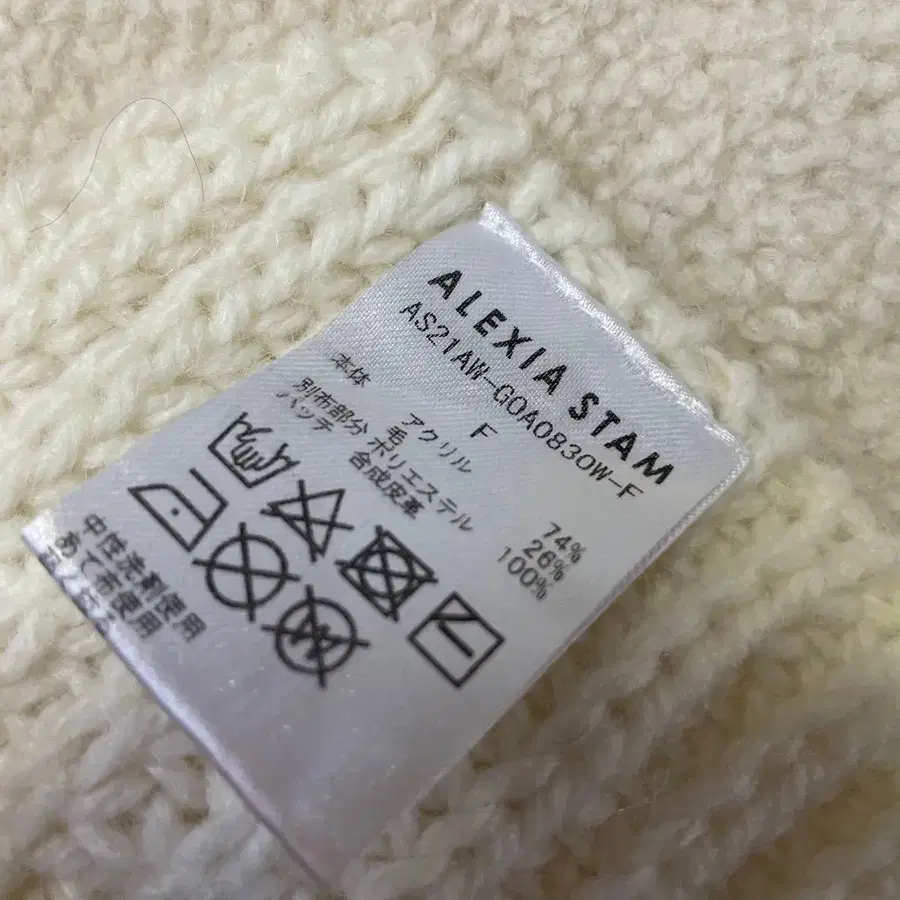 ALEXIA STAM
AS21AW-GOA0830W-F
F
本体 アクリル 74%
毛 26%
別布部分 ポリエステル 100%
パッチ 合成皮革
中性洗剤使用
あて布使用